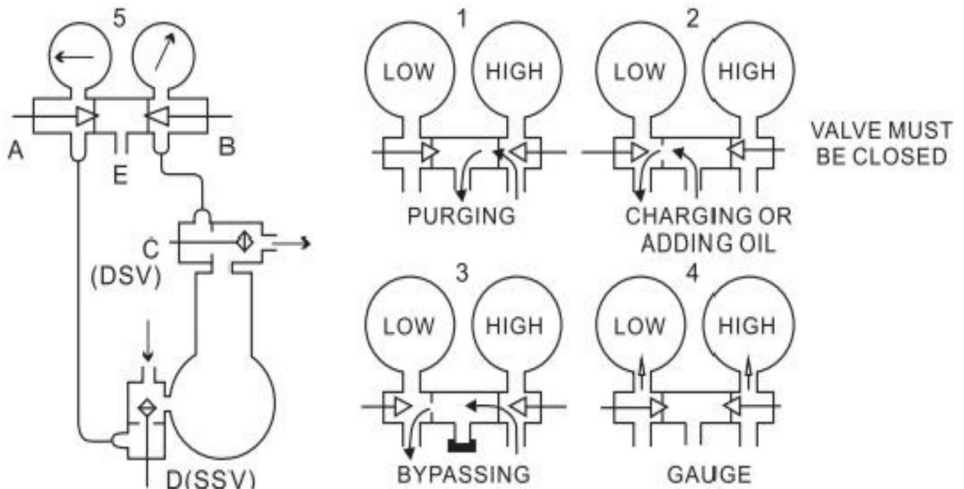 5
A
B
E
C
(DSV)
D(SSV)
1
LOW
HIGH
PURGING
2
LOW
HIGH
CHARGING OR
ADDING OIL
VALVE MUST
BE CLOSED
3
LOW
HIGH
BYPASSING
4
LOW
HIGH
GAUGE